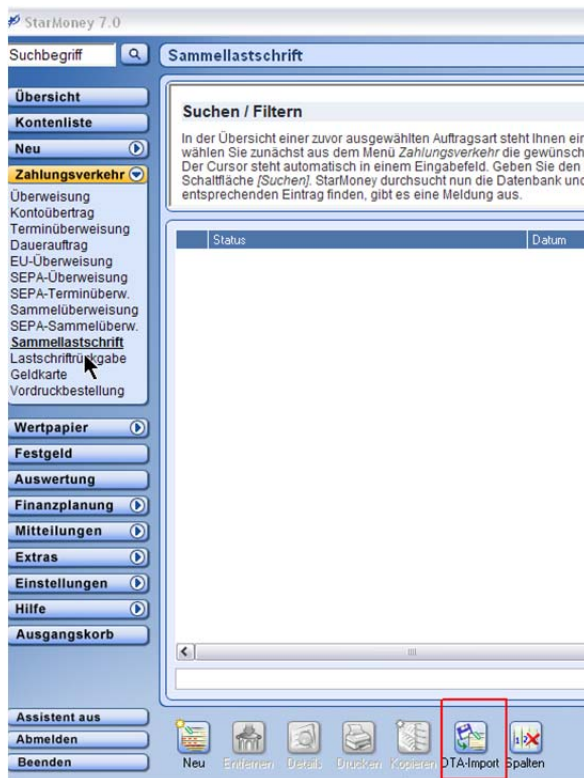 StarMoney 7.0
Suchbegriff
Sammellastschrift
Übersicht
Kontenliste
Neu
Zahlungsverkehr
Überweisung
Kontoübertrag
Terminüberweisung
Dauerauftrag
EU-Überweisung
SEPA-Überweisung
SEPA-Terminüberw.
Sammelüberweisung
SEPA-Sammelüberw.
Sammellastschrift
Lastschriftrückgabe
Geldkarte
Vordruckbestellung
Wertpapier
Festgeld
Auswertung
Finanzplanung
Mitteilungen
Extras
Einstellungen
Hilfe
Ausgangskorb
Assistent aus
Abmelden
Beenden
Suchen / Filtern
In der Übersicht einer zuvor ausgewählten Auftragsart steht Ihnen ein
wählen Sie zunächst aus dem Menü Zahlungsverkehr die gewünsch
Der Cursor steht automatisch in einem Eingabefeld. Geben Sie den
Schaltfläche [Suchen]. StarMoney durchsucht nun die Datenbank und
entsprechenden Eintrag finden, gibt es eine Meldung aus.
Status Datum
Neu Entfernen Details Drucken Kopieren DTA-Import Spalten